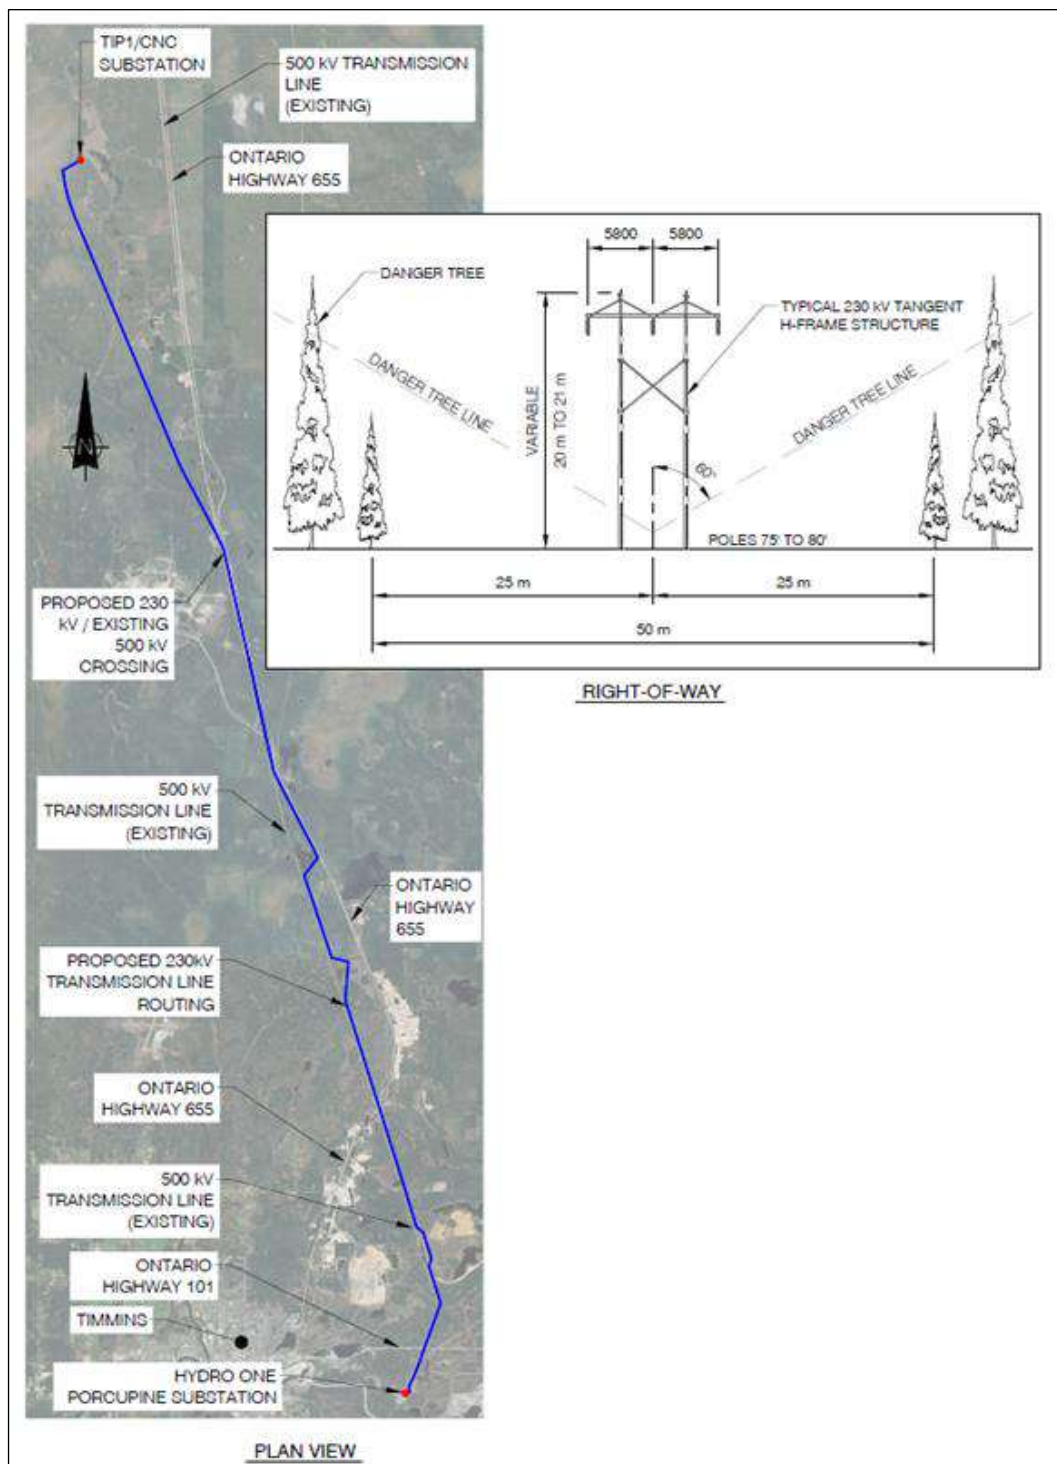 TIP1/CNC
SUBSTATION
500 kV TRANSMISSION
LINE
(EXISTING)
ONTARIO
HIGHWAY 655
5800
5800
DANGER TREE
TYPICAL 230 kV TANGENT
H-FRAME STRUCTURE
DANGER TREE LINE
DANGER TREE LINE
VARIABLE
20 m TO 21 m
60°
POLES 75' TO 80'
25 m
25 m
50 m
RIGHT-OF-WAY
N
PROPOSED 230
kV / EXISTING
500 kV
CROSSING
500 kV
TRANSMISSION LINE
(EXISTING)
ONTARIO
HIGHWAY
655
PROPOSED 230kV
TRANSMISSION LINE
ROUTING
ONTARIO
HIGHWAY 655
500 kV
TRANSMISSION LINE
(EXISTING)
ONTARIO
HIGHWAY 101
TIMMINS
HYDRO ONE
PORCUPINE SUBSTATION
PLAN VIEW